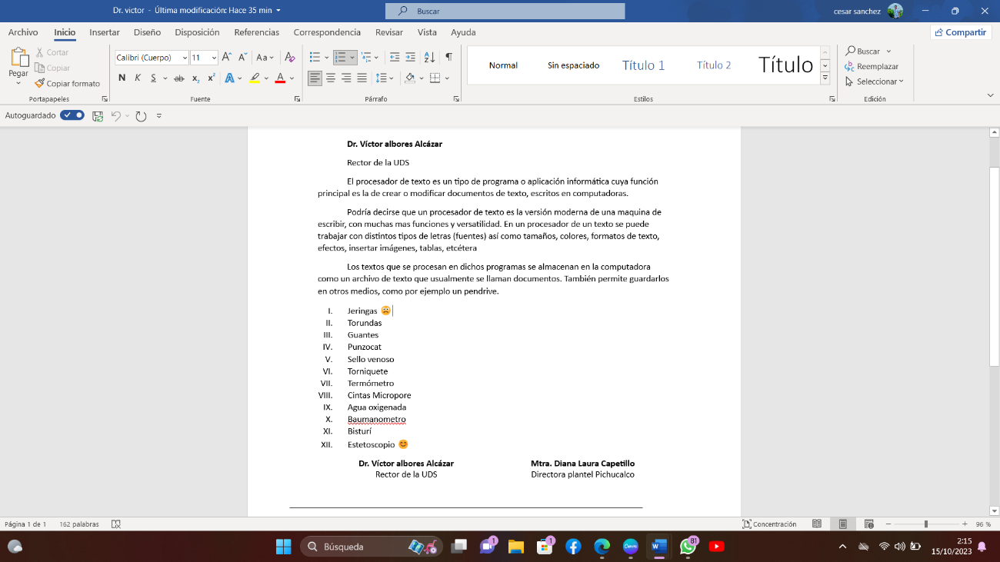 Dr. victor - Última modificación: Hace 35 min
Buscar
cesar sanchez
Archivo Inicio Insertar Diseño Disposición Referencias Correspondencia Revisar Vista Ayuda
Compartir
Pegar
Cortar
Copiar
Copiar formato
Portapapeles
Calibri (Cuerpo) 11
Fuente
Párrafo
Normal
Sin espaciado
Título 1
Título 2
Título
Estilos
Buscar
Reemplazar
Seleccionar
Edición
Autoguardado
Dr. Víctor albores Alcázar
Rector de la UDS
El procesador de texto es un tipo de programa o aplicación informática cuya función
principal es la de crear o modificar documentos de texto, escritos en computadoras.
Podría decirse que un procesador de texto es la versión moderna de una maquina de
escribir, con muchas mas funciones y versatilidad. En un procesador de un texto se puede
trabajar con distintos tipos de letras (fuentes) así como tamaños, colores, formatos de texto,
efectos, insertar imágenes, tablas, etcétera
Los textos que se procesan en dichos programas se almacenan en la computadora
como un archivo de texto que usualmente se llaman documentos. También permite guardarlos
en otros medios, como por ejemplo un pendrive.
I. Jeringas
II. Torundas
III. Guantes
IV. Punzocat
V. Sello venoso
VI. Torniquete
VII. Termómetro
VIII. Cintas Micropore
IX. Agua oxigenada
X. Baumanometro
XI. Bisturí
XII. Estetoscopio
Dr. Víctor albores Alcázar Mtra. Diana Laura Capetillo
Rector de la UDS Directora plantel Pichucalco
Página 1 de 1 162 palabras
Concentración
96 %
Búsqueda
1
1
81
2:15
15/10/2023